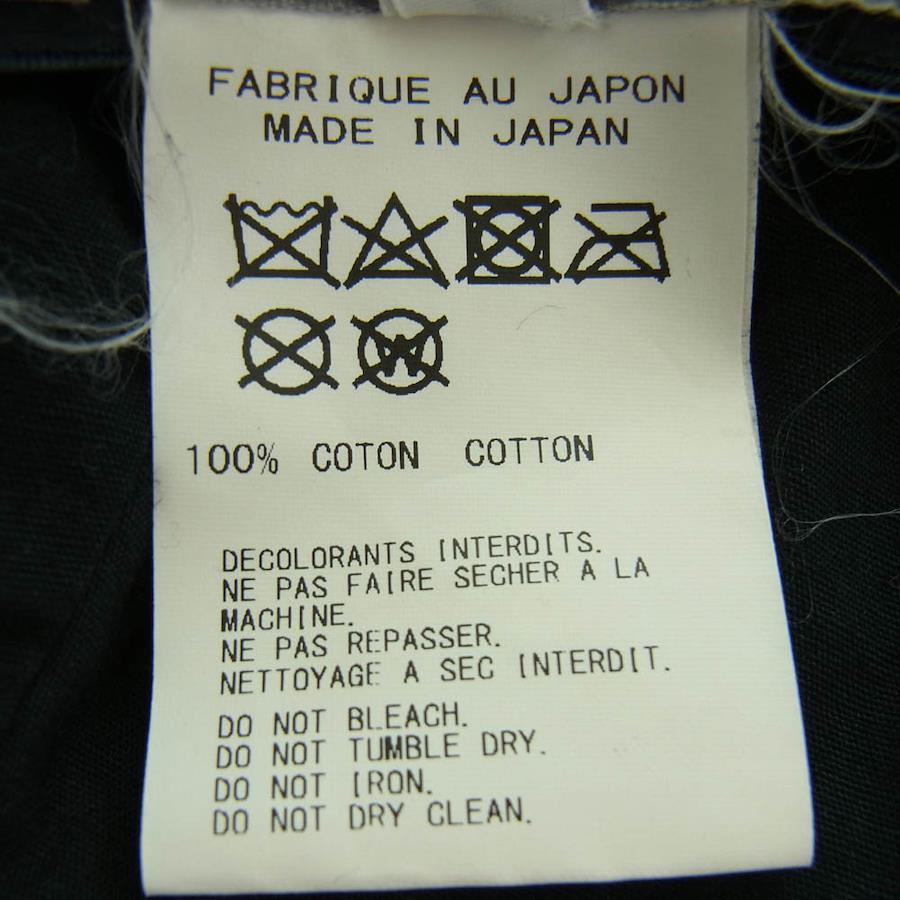 FABRIQUE AU JAPON
MADE IN JAPAN
W
100% COTON COTTON
DECOLORANTS INTERDITS.
NE PAS FAIRE SECHER A LA
MACHINE.
NE PAS REPASSER.
NETTOYAGE A SEC INTERDIT.
DO NOT BLEACH.
DO NOT TUMBLE DRY.
DO NOT IRON.
DO NOT DRY CLEAN.